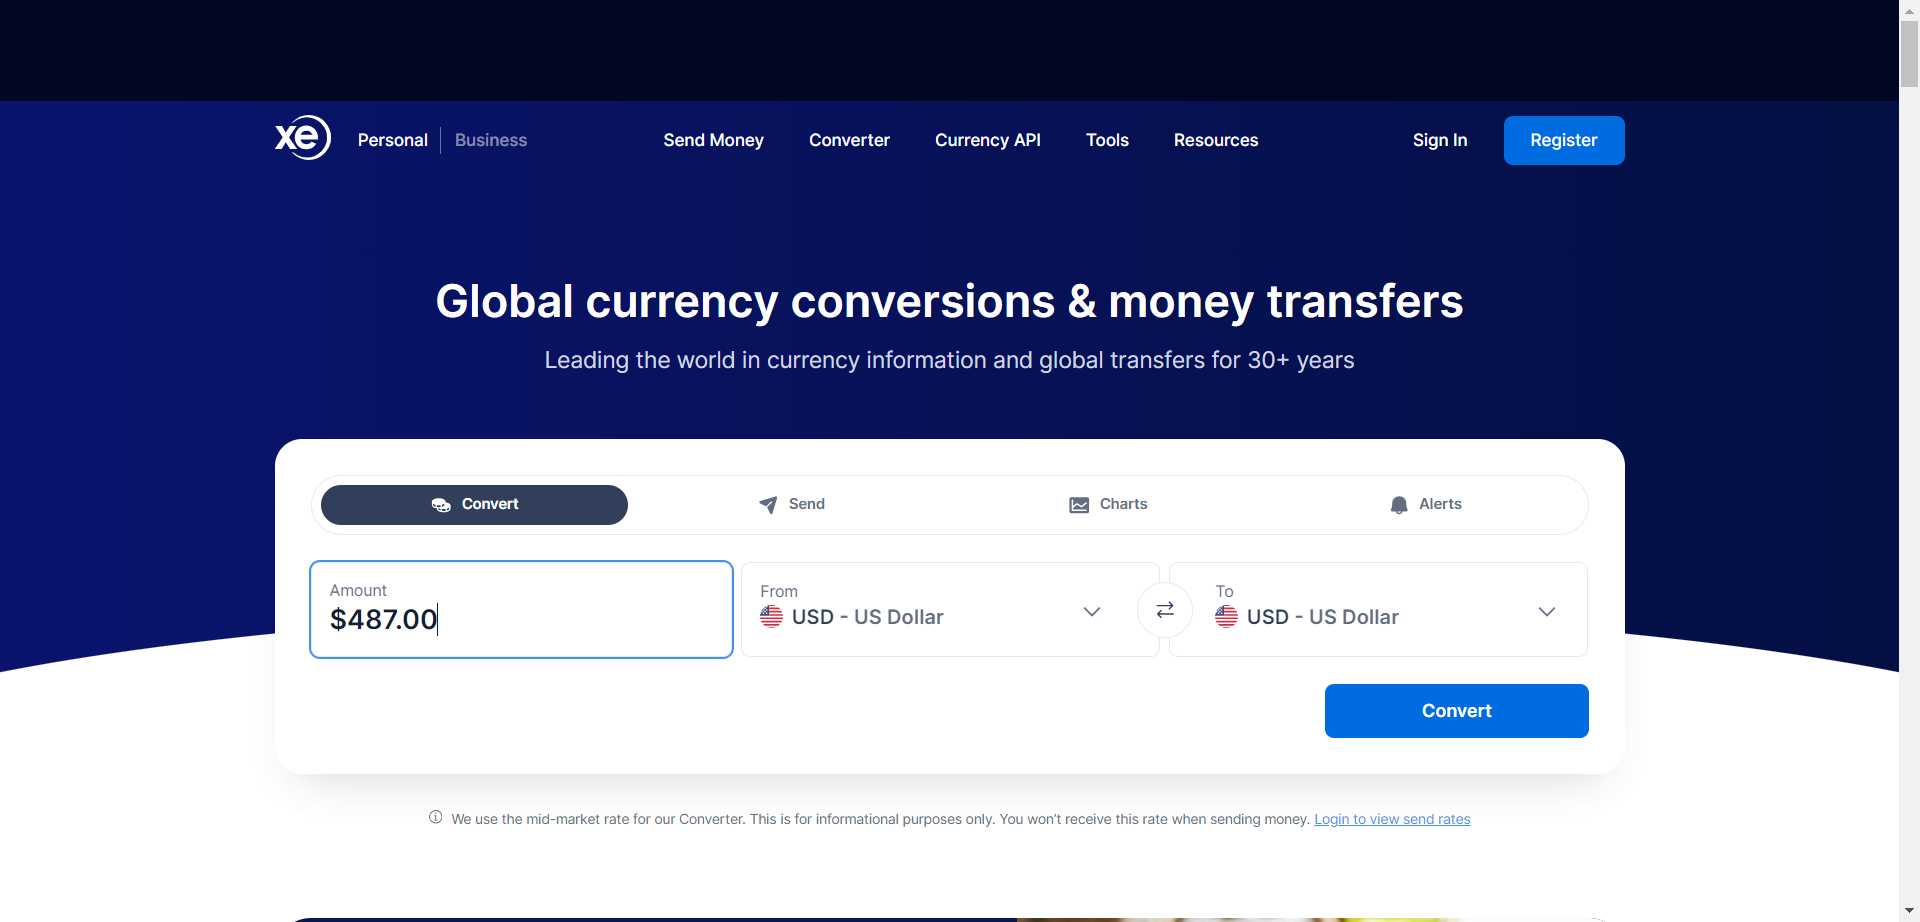 xe Personal Business Send Money Converter Currency API Tools Resources Sign In Register
Global currency conversions & money transfers
Leading the world in currency information and global transfers for 30+ years
Convert Send Charts Alerts
Amount
$487.00
From
USD - US Dollar
To
USD - US Dollar
Convert
We use the mid-market rate for our Converter. This is for informational purposes only. You won't receive this rate when sending money. Login to view send rates